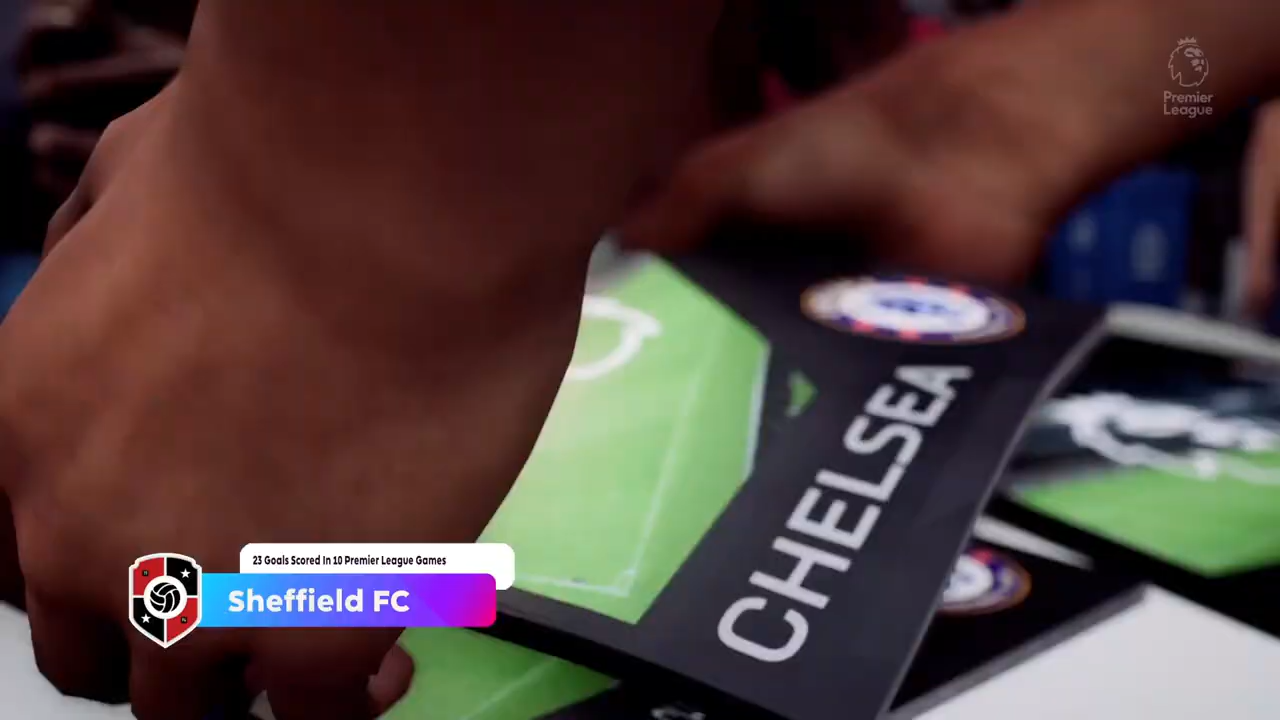 Premier
League
CHELSEA
23 Goals Scored In 10 Premier League Games
Sheffield FC